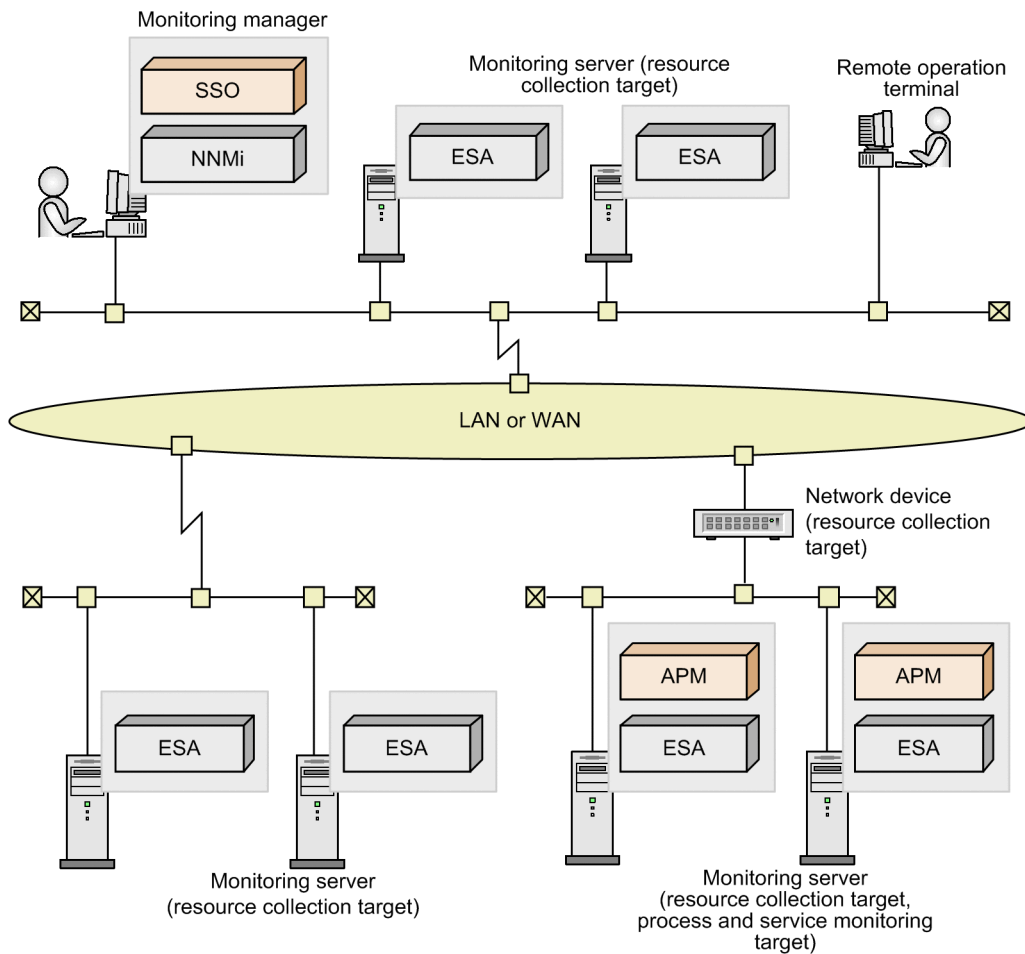 Monitoring manager
SSO
NNMi
Monitoring server (resource
collection target)
ESA
ESA
Remote operation
terminal
LAN or WAN
Network device
(resource collection
target)
ESA
ESA
Monitoring server
(resource collection target)
APM
ESA
APM
ESA
Monitoring server
(resource collection target,
process and service monitoring
target)